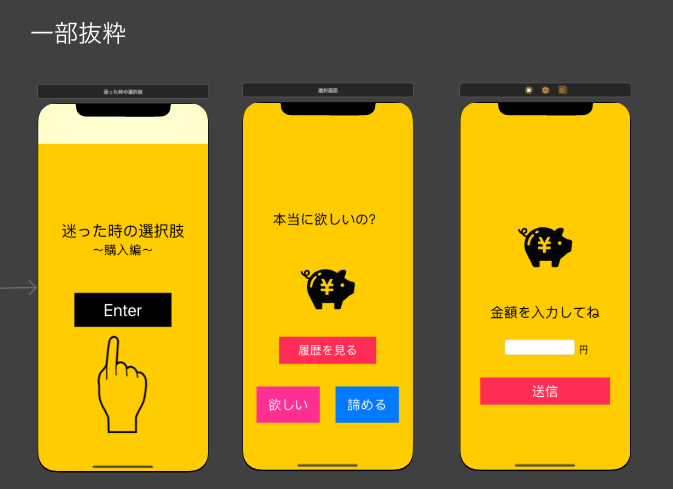 一部抜粋
迷った時の選択肢
選択画面
迷った時の選択肢
〜購入編〜
Enter
本当に欲しいの?
¥
履歴を見る
欲しい
諦める
¥
金額を入力してね
円
送信